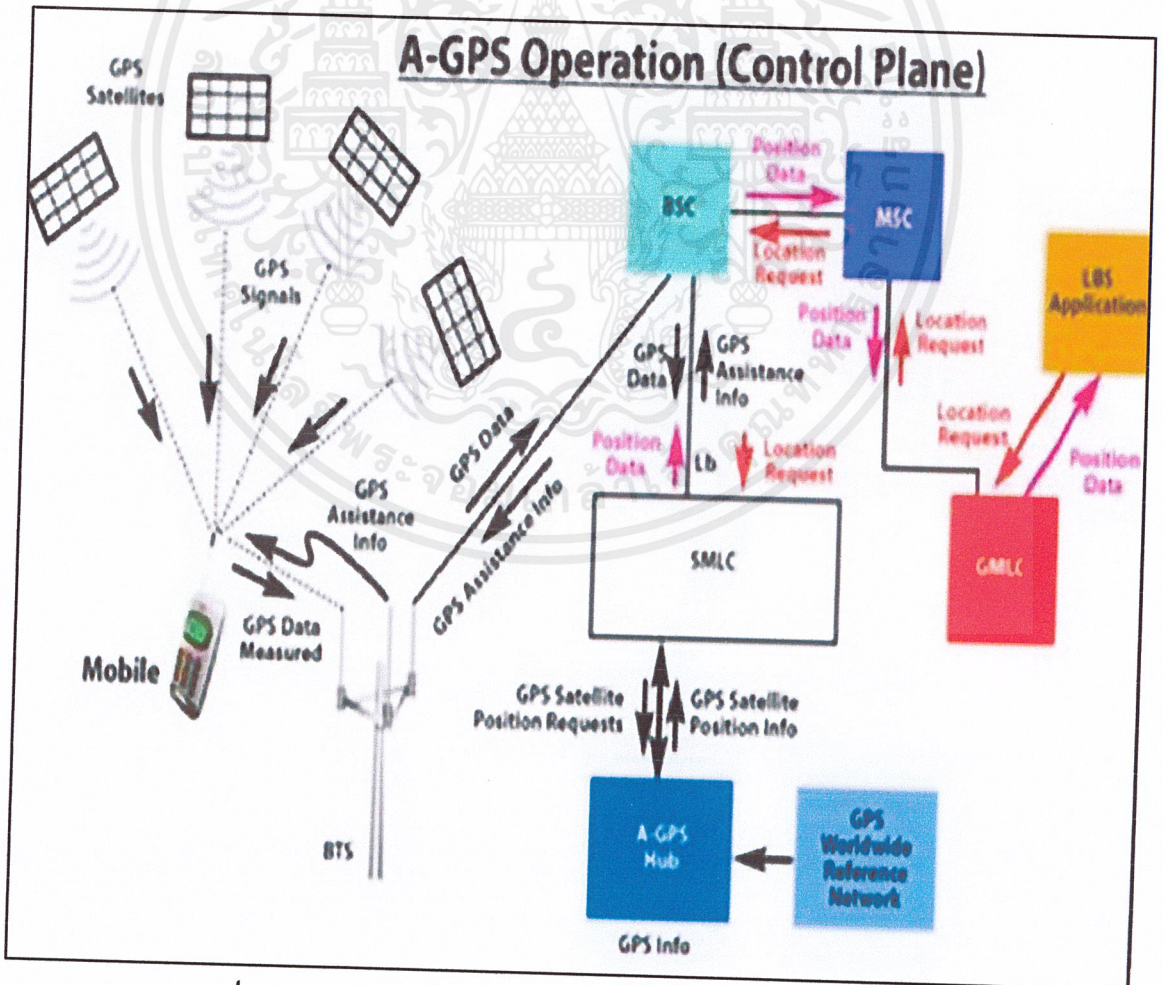 A-GPS Operation (Control Plane)
GPS
Satellites
GPS
Signals
BSC
Position
Data
Location
Request
MSC
LBS
Application
GPS
Data
GPS
Assistance
Info
Position
Data
Location
Request
Location
Request
Position
Data
Position
Data
Lb
Location
Request
GPS Data
GPS Assistance Info
GPS
Assistance
Info
SMLC
GMLC
GPS Data
Measured
Mobile
GPS Satellite
Position Requests
GPS Satellite
Position Info
BTS
A-GPS
Hub
GPS
Worldwide
Reference
Network
GPS Info